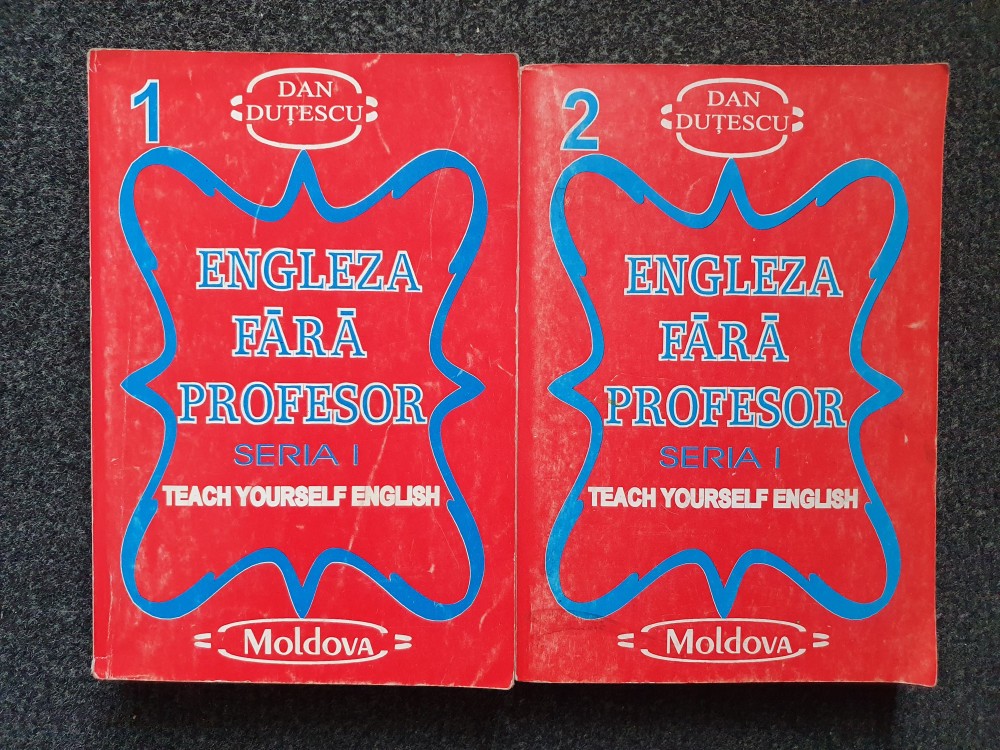 1
DAN
DUȚESCU
ENGLEZA
FĂRĂ
PROFESOR
SERIA I
TEACH YOURSELF ENGLISH
MOLDOVA
2
DAN
DUȚESCU
ENGLEZA
FĂRĂ
PROFESOR
SERIA I
TEACH YOURSELF ENGLISH
MOLDOVA